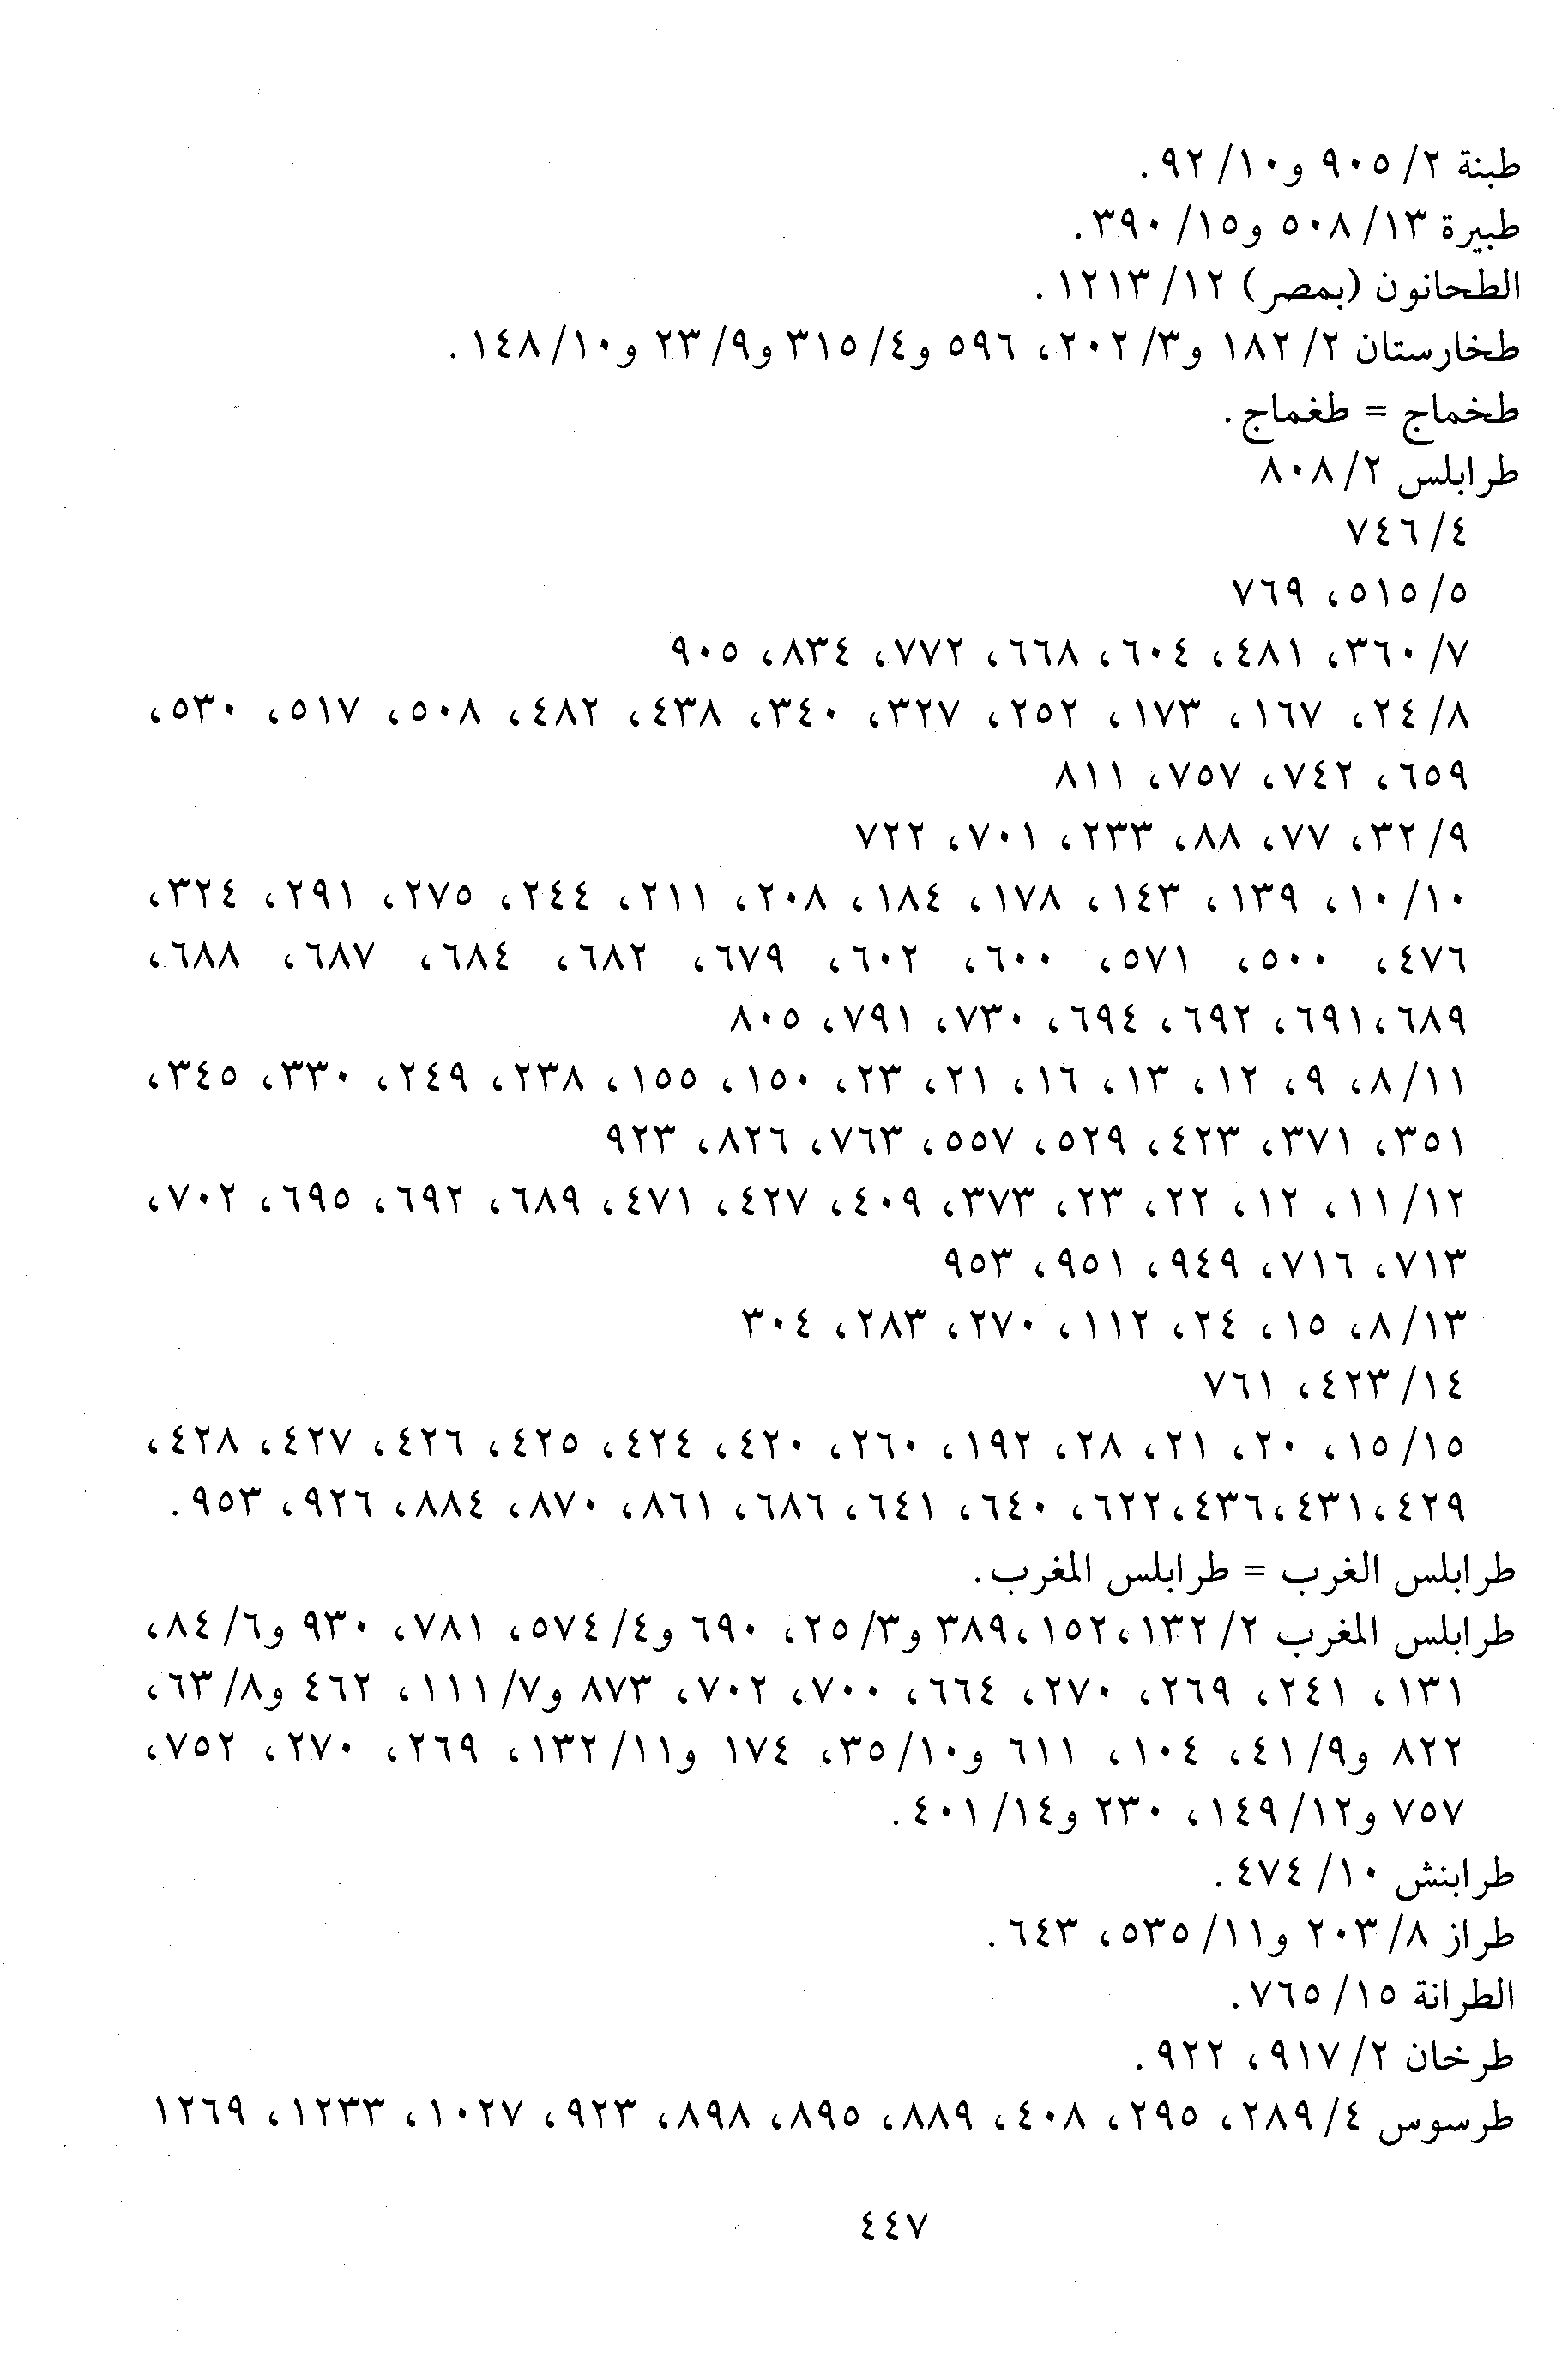 طبنة ٢/ ٩٠٥ و١٠/ ٩٢.
طبيرة ١٣/ ٥٠٨ و١٥/ ٣٩٠.
الطحانون (بمصر) ١٢/ ١٢١٣.
طخارستان ٢/ ١٨٢ و٣/ ٢٠٢، ٥٩٦ و٤/ ٣١٥ و٩/ ٢٣ و١٠/ ١٤٨.
طخماج = طغماج.
طرابلس ٢/ ٨٠٨
٤/ ٧٤٦
٥/ ٥١٥، ٧٦٩
٧/ ٣٦٠، ٤٨١، ٦٠٤، ٦٦٨، ٧٧٢، ٨٣٤، ٩٠٥
٨/ ٢٤، ١٦٧، ١٧٣، ٢٥٢، ٣٢٧، ٣٤٠، ٤٣٨، ٤٨٢، ٥٠٨، ٥١٧، ٥٣٠،
٦٥٩، ٧٤٢، ٧٥٧، ٨١١
٩/ ٣٢، ٧٧، ٨٨، ٢٣٣، ٧٠١، ٧٢٢
١٠/ ١٠، ١٣٩، ١٤٣، ١٧٨، ١٨٤، ٢٠٨، ٢١١، ٢٤٤، ٢٧٥، ٢٩١، ٣٢٤،
٤٧٦، ٥٠٠، ٥٧١، ٦٠٠، ٦٠٢، ٦٧٩، ٦٨٢، ٦٨٤، ٦٨٧، ٦٨٨،
٦٨٩، ٦٩١، ٦٩٢، ٦٩٤، ٧٣٠، ٧٩١، ٨٠٥
١١/ ٨، ٩، ١٢، ١٣، ١٦، ٢١، ٢٣، ١٥٠، ١٥٥، ٢٣٨، ٢٤٩، ٣٣٠، ٣٤٥،
٣٥١، ٣٧١، ٤٢٣، ٥٢٩، ٥٥٧، ٧٦٣، ٨٢٦، ٩٢٣
١٢/ ١١، ١٢، ٢٢، ٢٣، ٣٧٣، ٤٠٩، ٤٢٧، ٤٧١، ٦٨٩، ٦٩٢، ٦٩٥، ٧٠٢،
٧١٣، ٧١٦، ٩٤٩، ٩٥١، ٩٥٣
١٣/ ٨، ١٥، ٢٤، ١١٢، ٢٧٠، ٢٨٣، ٣٠٤
١٤/ ٤٢٣، ٧٦١
١٥/ ١٥، ٢٠، ٢١، ٢٨، ١٩٢، ٢٦٠، ٤٢٠، ٤٢٤، ٤٢٥، ٤٢٦، ٤٢٧، ٤٢٨،
٤٢٩، ٤٣١، ٤٣٦، ٦٢٢، ٦٤٠، ٦٤١، ٦٨٦، ٨٦١، ٨٧٠، ٨٨٤، ٩٢٦، ٩٥٣.
طرابلس الغرب = طرابلس المغرب.
طرابلس المغرب ٢/ ١٣٢، ١٥٢، ٣٨٩ و٣/ ٢٥، ٦٩٠ و٤/ ٥٧٤، ٧٨١، ٩٣٠ و٦/ ٨٤،
١٣١، ٢٤١، ٢٦٩، ٢٧٠، ٦٦٤، ٧٠٠، ٧٠٢، ٨٧٣ و٧/ ١١١، ٤٦٢ و٨/ ٦٣،
٨٢٢ و٩/ ٤١، ١٠٤، ٦١١ و١٠/ ٣٥، ١٧٤ و١١/ ١٣٢، ٢٦٩، ٢٧٠، ٧٥٢،
٧٥٧ و١٢/ ١٤٩، ٢٣٠ و١٤/ ٤٠١.
طرابنش ١٠/ ٤٧٤.
طراز ٨/ ٢٠٣ و١١/ ٥٣٥، ٦٤٣.
الطرانة ١٥/ ٧٦٥.
طرخان ٢/ ٩١٧، ٩٢٢.
طرسوس ٤/ ٢٨٩، ٢٩٥، ٤٠٨، ٨٨٩، ٨٩٥، ٨٩٨، ٩٢٣، ١٠٢٧، ١٢٣٣، ١٢٦٩
٤٤٧